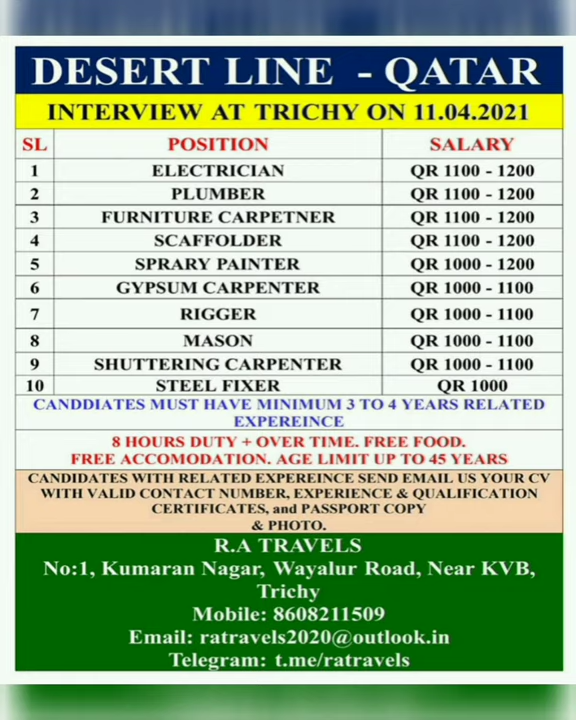 DESERT LINE - QATAR
INTERVIEW AT TRICHY ON 11.04.2021
SL POSITION SALARY
1 ELECTRICIAN QR 1100 - 1200
2 PLUMBER QR 1100 - 1200
3 FURNITURE CARPETNER QR 1100 - 1200
4 SCAFFOLDER QR 1100 - 1200
5 SPRARY PAINTER QR 1000 - 1200
6 GYPSUM CARPENTER QR 1000 - 1100
7 RIGGER QR 1000 - 1100
8 MASON QR 1000 - 1100
9 SHUTTERING CARPENTER QR 1000 - 1100
10 STEEL FIXER QR 1000
CANDDIATES MUST HAVE MINIMUM 3 TO 4 YEARS RELATED
EXPEREINCE
8 HOURS DUTY + OVER TIME. FREE FOOD.
FREE ACCOMODATION. AGE LIMIT UP TO 45 YEARS
CANDIDATES WITH RELATED EXPEREINCE SEND EMAIL US YOUR CV
WITH VALID CONTACT NUMBER, EXPERIENCE & QUALIFICATION
CERTIFICATES, and PASSPORT COPY
& PHOTO.
R.A TRAVELS
No:1, Kumaran Nagar, Wayalur Road, Near KVB,
Trichy
Mobile: 8608211509
Email: ratravels2020@outlook.in
Telegram: t.me/ratravels